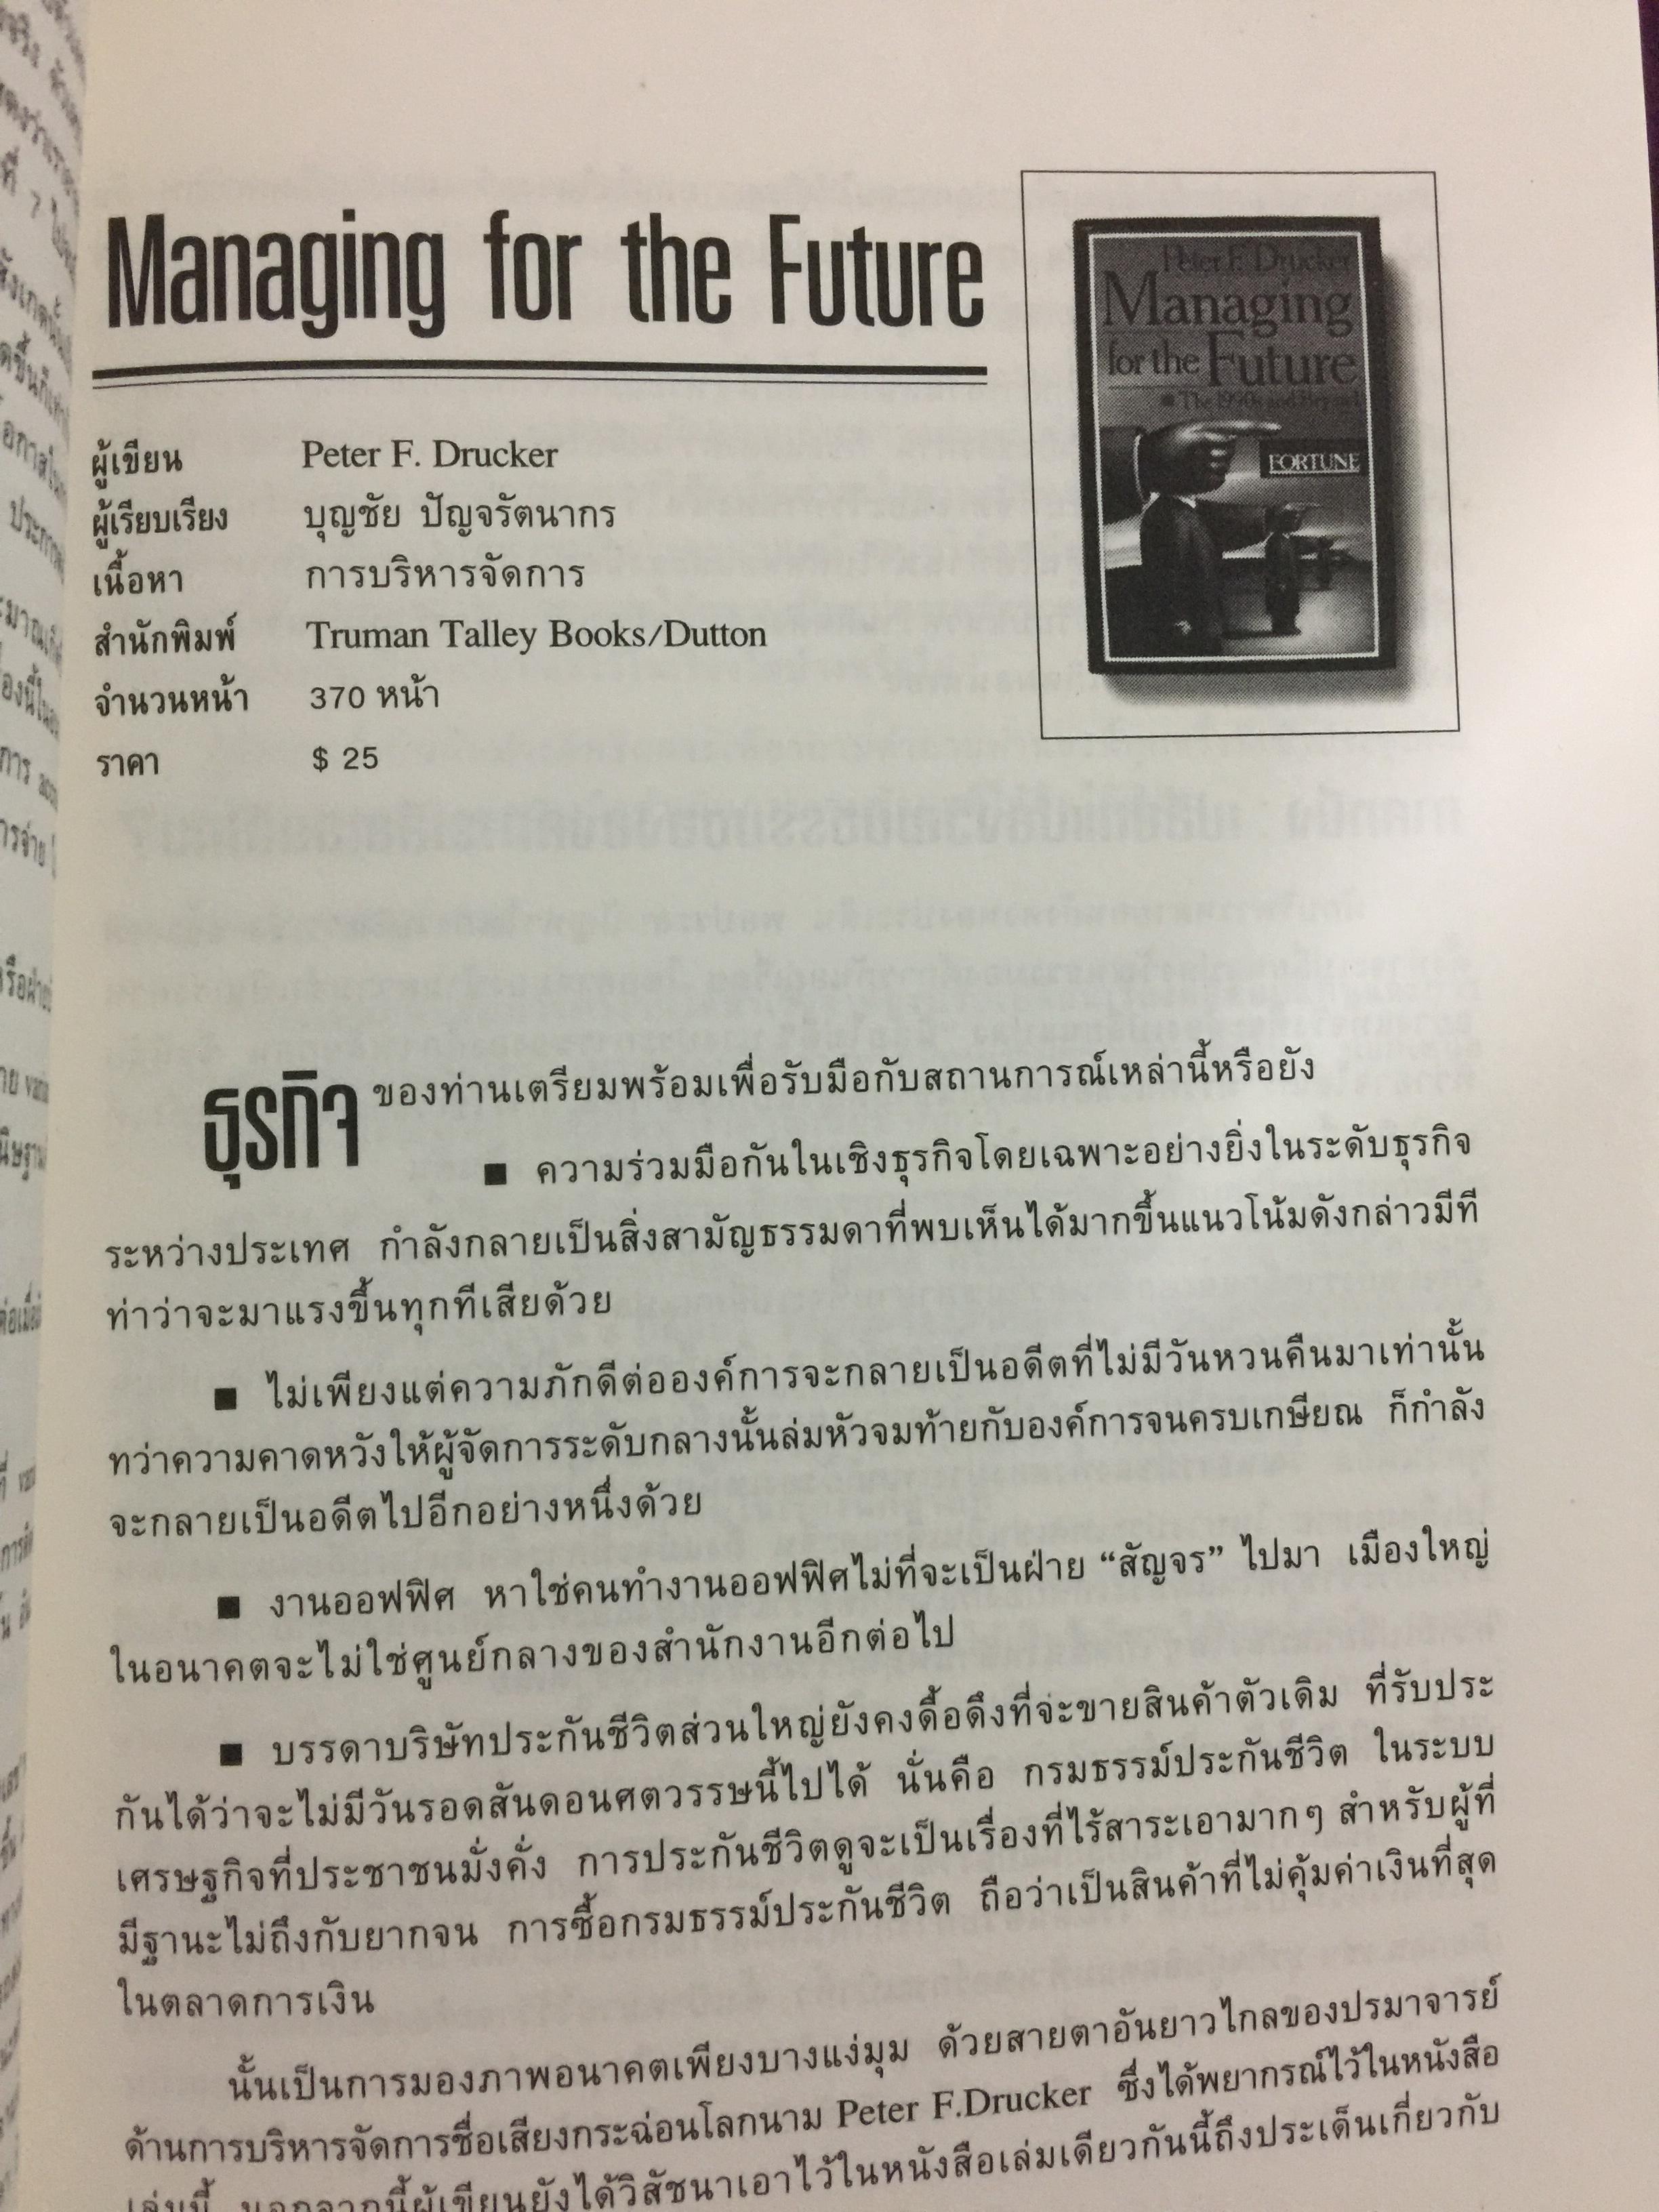 Managing for the Future
Peter F. Drucker
Managing
for the Future
The 1990s and Beyond
FORTUNE
ผู้เขียน Peter F. Drucker
ผู้เรียบเรียง บุญชัย ปัญจรัตนากร
เนื้อหา การบริหารจัดการ
สำนักพิมพ์ Truman Talley Books/Dutton
จำนวนหน้า 370 หน้า
ราคา $ 25
ธุรกิจ ของท่านเตรียมพร้อมเพื่อรับมือกับสถานการณ์เหล่านี้หรือยัง
■ ความร่วมมือกันในเชิงธุรกิจโดยเฉพาะอย่างยิ่งในระดับธุรกิจ
ระหว่างประเทศ กำลังกลายเป็นสิ่งสามัญธรรมดาที่พบเห็นได้มากขึ้นแนวโน้มดังกล่าวมีที
ท่าว่าจะมาแรงขึ้นทุกทีเสียด้วย
■ ไม่เพียงแต่ความภักดีต่อองค์การจะกลายเป็นอดีตที่ไม่มีวันหวนคืนมาเท่านั้น
ทว่าความคาดหวังให้ผู้จัดการระดับกลางนั้นล่มหัวจมท้ายกับองค์การจนครบเกษียณ ก็กำลัง
จะกลายเป็นอดีตไปอีกอย่างหนึ่งด้วย
■ งานออฟฟิศ หาใช่คนทำงานออฟฟิศไม่ที่จะเป็นฝ่าย “สัญจร” ไปมา เมืองใหญ่
ในอนาคตจะไม่ใช่ศูนย์กลางของสำนักงานอีกต่อไป
■ บรรดาบริษัทประกันชีวิตส่วนใหญ่ยังคงดื้อดึงที่จะขายสินค้าตัวเดิม ที่รับประ
กันได้ว่าจะไม่มีวันรอดสันดอนศตวรรษนี้ไปได้ นั่นคือ กรมธรรม์ประกันชีวิต ในระบบ
เศรษฐกิจที่ประชาชนมั่งคั่ง การประกันชีวิตดูจะเป็นเรื่องที่ไร้สาระเอามากๆ สำหรับผู้ที่
มีฐานะไม่ถึงกับยากจน การซื้อกรมธรรม์ประกันชีวิต ถือว่าเป็นสินค้าที่ไม่คุ้มค่าเงินที่สุด
ในตลาดการเงิน
นั้นเป็นการมองภาพอนาคตเพียงบางแง่มุม ด้วยสายตาอันยาวไกลของปรมาจารย์
ด้านการบริหารจัดการชื่อเสียงกระฉ่อนโลกนาม Peter F.Drucker ซึ่งได้พยากรณ์ไว้ในหนังสือ
เล่มนี้ นอกจากนี้ผู้เขียนยังได้วิสัชนาเอาไว้ในหนังสือเล่มเดียวกันนี้ถึงประเด็นเกี่ยวกับ